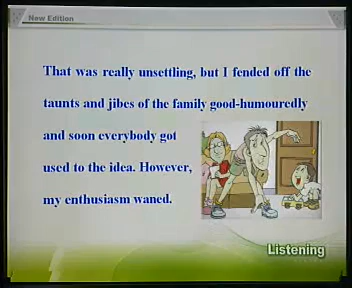 New Edition
That was really unsettling, but I fended off the
taunts and jibes of the family good-humouredly
and soon everybody got
used to the idea. However,
my enthusiasm waned.
Listening